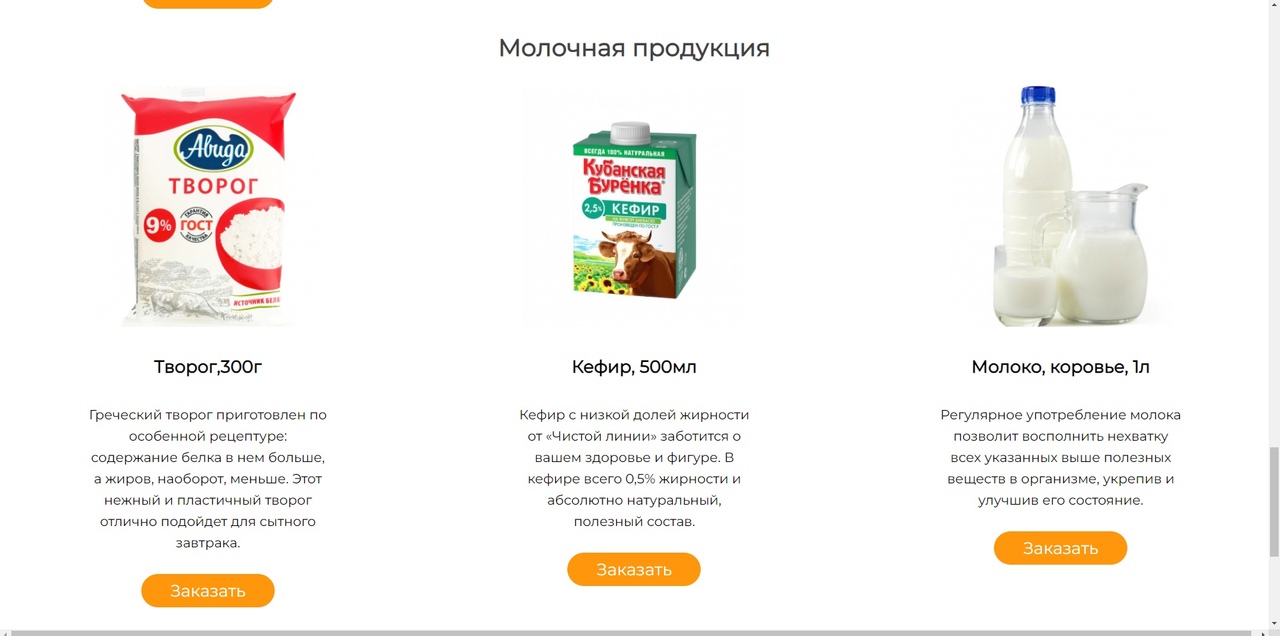 Молочная продукция
Авида
ТВОРОГ
9%
ГАРАНТИЯ
ГОСТ
КАЧЕСТВА
ИСТОЧНИК БЕЛКА
ВСЕГДА 100% НАТУРАЛЬНАЯ
Кубанская
Бурёнка
2,5%
КЕФИР
Творог,300г
Кефир, 500мл
Молоко, коровье, 1л
Греческий творог приготовлен по
особенной рецептуре:
содержание белка в нем больше,
а жиров, наоборот, меньше. Этот
нежный и пластичный творог
отлично подойдет для сытного
завтрака.
Кефир с низкой долей жирности
от «Чистой линии» заботится о
вашем здоровье и фигуре. В
кефире всего 0,5% жирности и
абсолютно натуральный,
полезный состав.
Регулярное употребление молока
позволит восполнить нехватку
всех указанных выше полезных
веществ в организме, укрепив и
улучшив его состояние.
Заказать
Заказать
Заказать